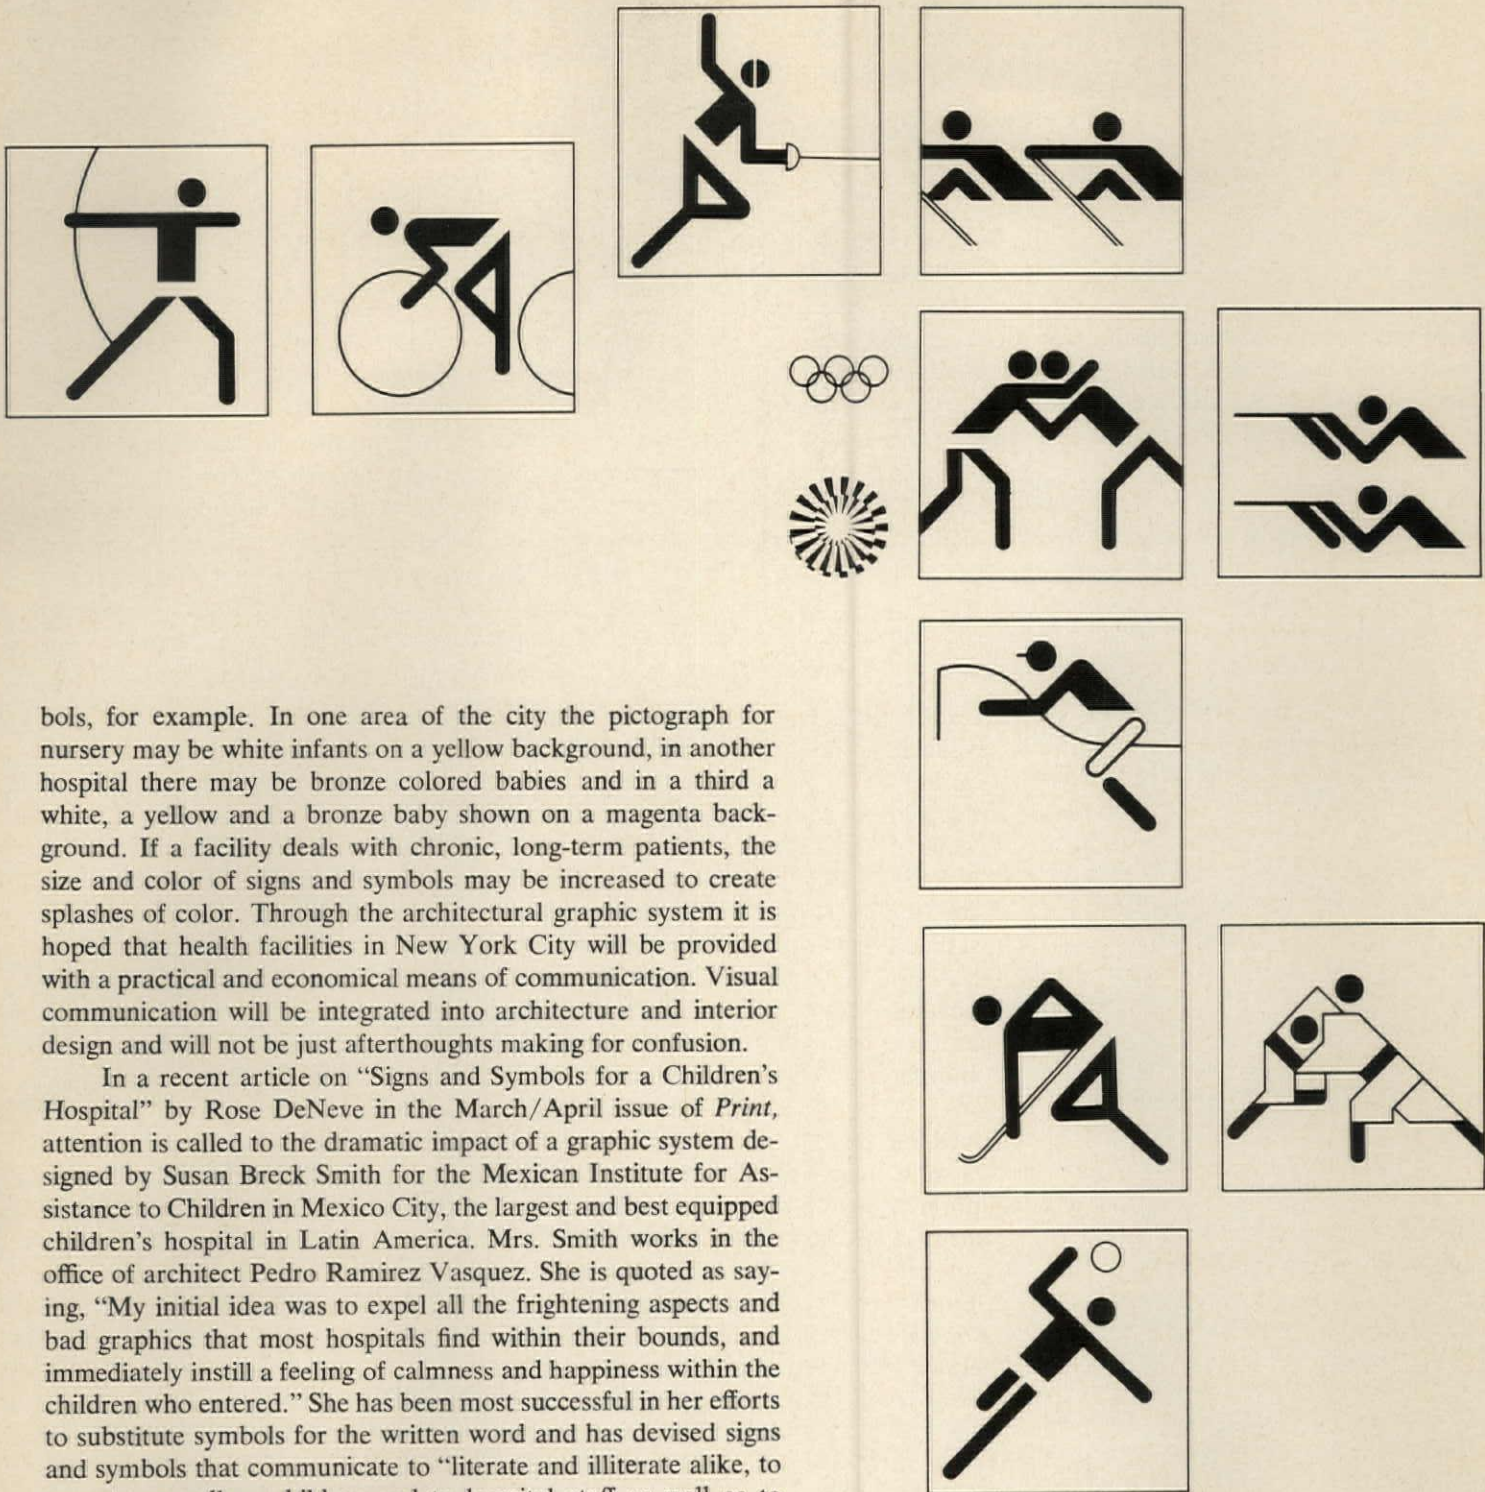 bols, for example. In one area of the city the pictograph for
nursery may be white infants on a yellow background, in another
hospital there may be bronze colored babies and in a third a
white, a yellow and a bronze baby shown on a magenta back-
ground. If a facility deals with chronic, long-term patients, the
size and color of signs and symbols may be increased to create
splashes of color. Through the architectural graphic system it is
hoped that health facilities in New York City will be provided
with a practical and economical means of communication. Visual
communication will be integrated into architecture and interior
design and will not be just afterthoughts making for confusion.
In a recent article on “Signs and Symbols for a Children’s
Hospital” by Rose DeNeve in the March/April issue of Print,
attention is called to the dramatic impact of a graphic system de-
signed by Susan Breck Smith for the Mexican Institute for As-
sistance to Children in Mexico City, the largest and best equipped
children’s hospital in Latin America. Mrs. Smith works in the
office of architect Pedro Ramirez Vasquez. She is quoted as say-
ing, “My initial idea was to expel all the frightening aspects and
bad graphics that most hospitals find within their bounds, and
immediately instill a feeling of calmness and happiness within the
children who entered.” She has been most successful in her efforts
to substitute symbols for the written word and has devised signs
and symbols that communicate to “literate and illiterate alike, to